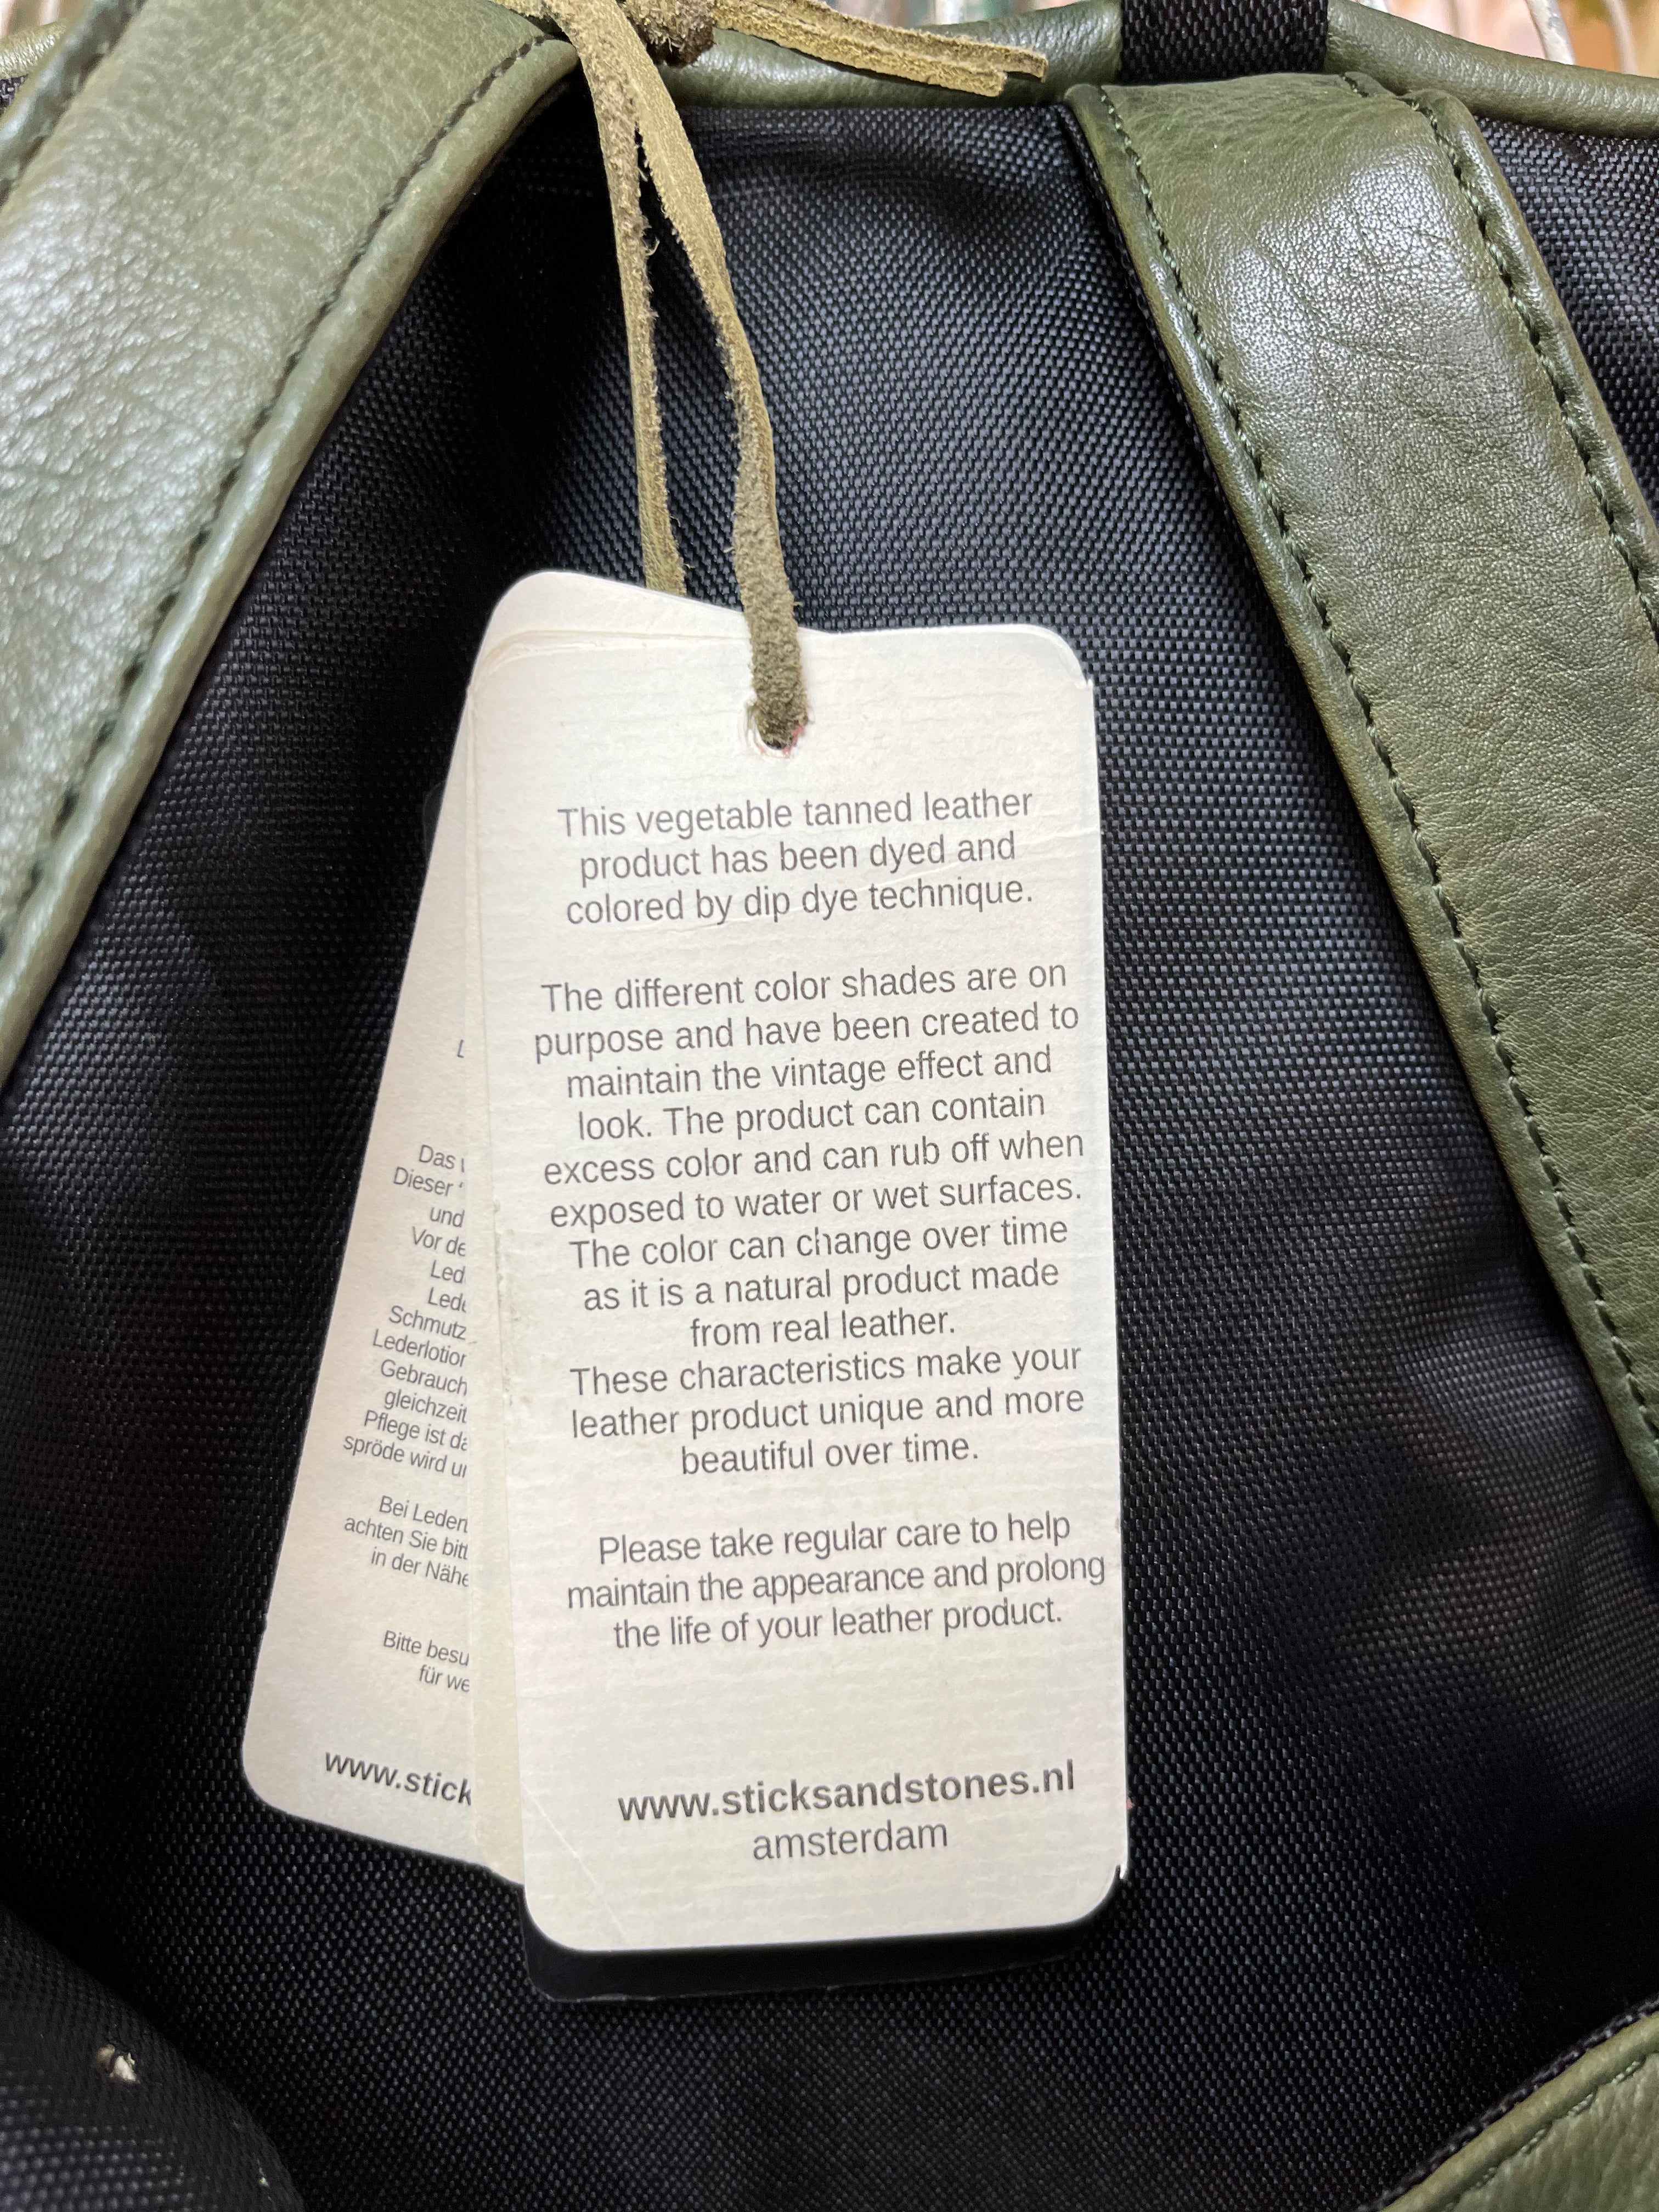 This vegetable tanned leather
product has been dyed and
colored by dip dye technique.
The different color shades are on
purpose and have been created to
maintain the vintage effect and
look. The product can contain
excess color and can rub off when
exposed to water or wet surfaces.
The color can change over time
as it is a natural product made
from real leather.
These characteristics make your
leather product unique and more
beautiful over time.
Please take regular care to help
maintain the appearance and prolong
the life of your leather product.
www.sticksandstones.nl
amsterdam
Das
Dieser
und
Vor de
Led
Lede
Schmutz
Lederlotion
Gebrauch
gleichzeit
Pflege ist da
spröde wird
Bei Leder
achten Sie bitt
in der Nähe
Bitte besu
für we
www.stick